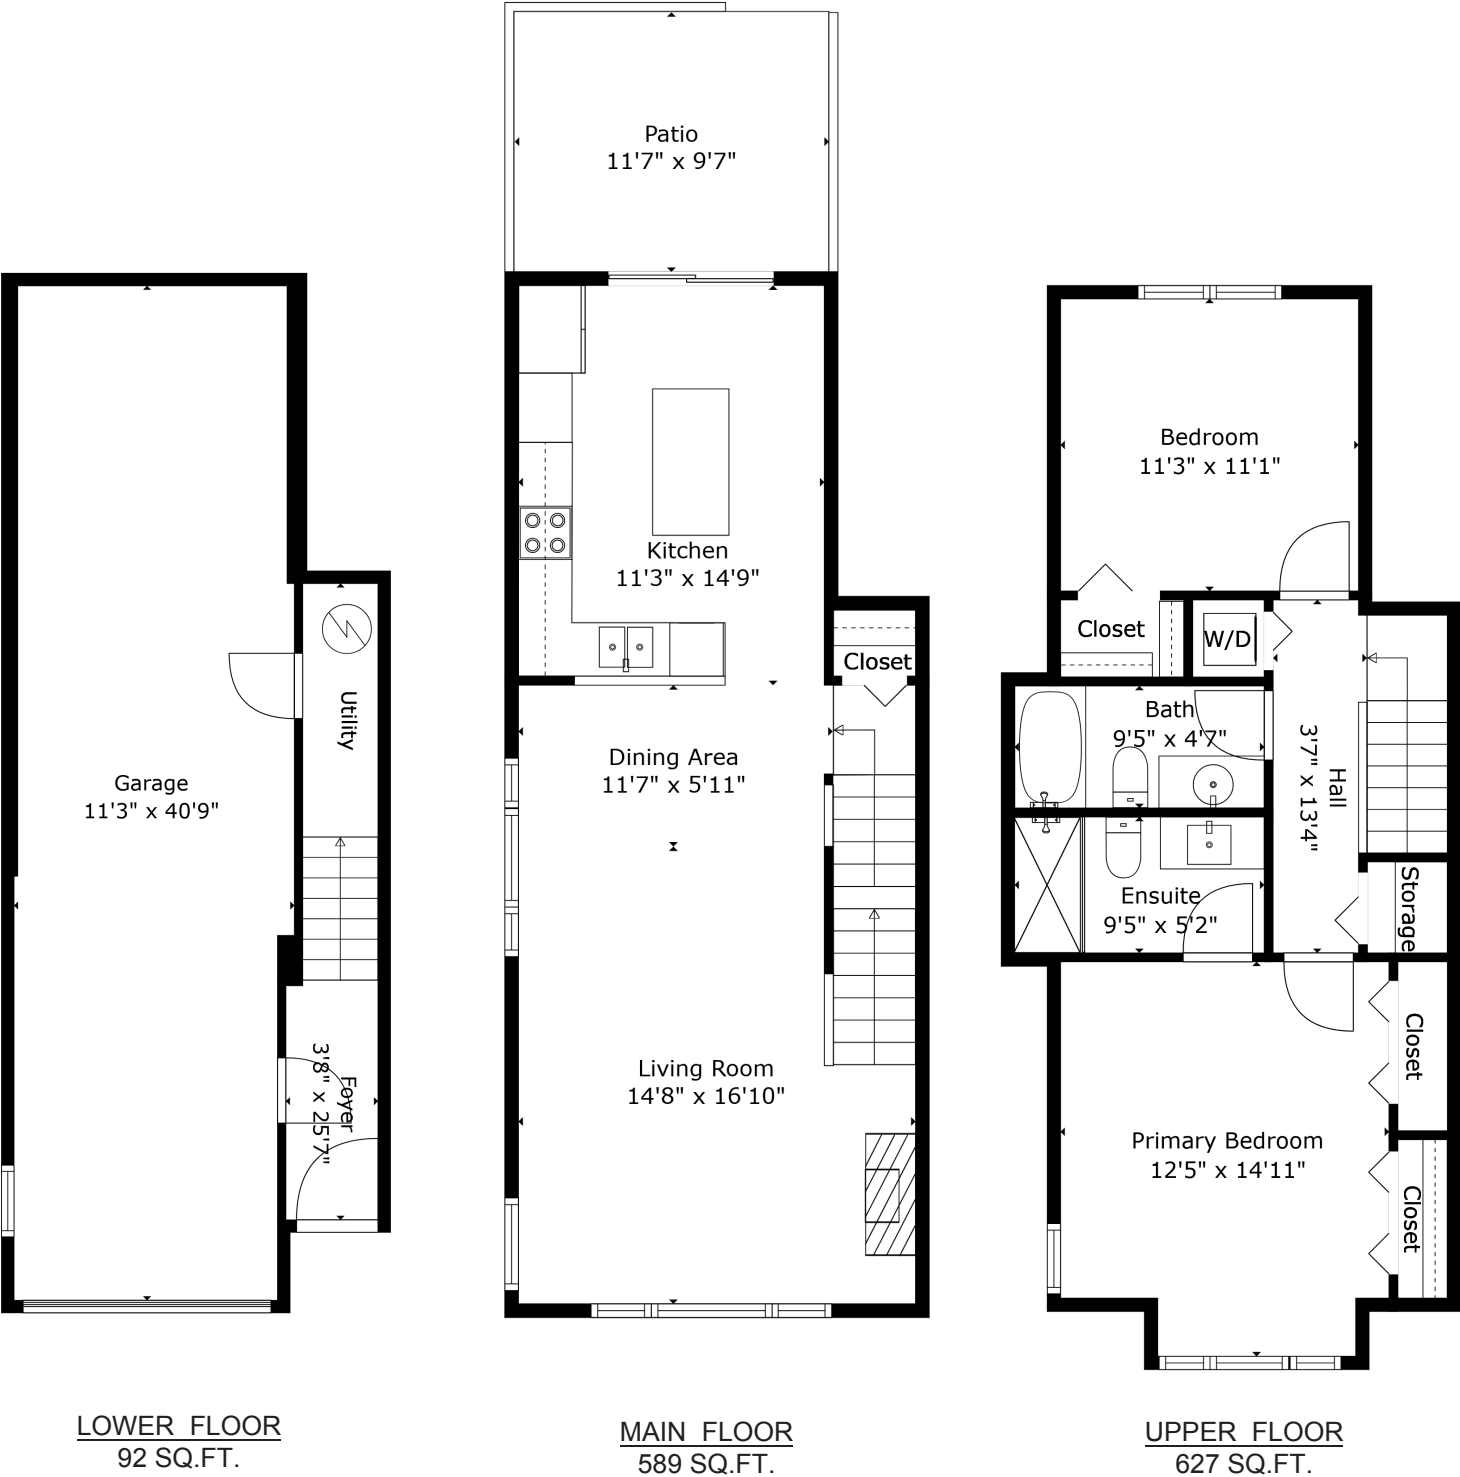 Garage
11'3" x 40'9"
Utility
Foyer
3'8" x 25'7"
LOWER FLOOR
92 SQ.FT.
Patio
11'7" x 9'7"
Kitchen
11'3" x 14'9"
Closet
Dining Area
11'7" x 5'11"
Living Room
14'8" x 16'10"
MAIN FLOOR
589 SQ.FT.
Bedroom
11'3" x 11'1"
Closet
W/D
Bath
9'5" x 4'7"
Hall
3'7" x 13'4"
Ensuite
9'5" x 5'2"
Storage
Closet
Primary Bedroom
12'5" x 14'11"
Closet
UPPER FLOOR
627 SQ.FT.